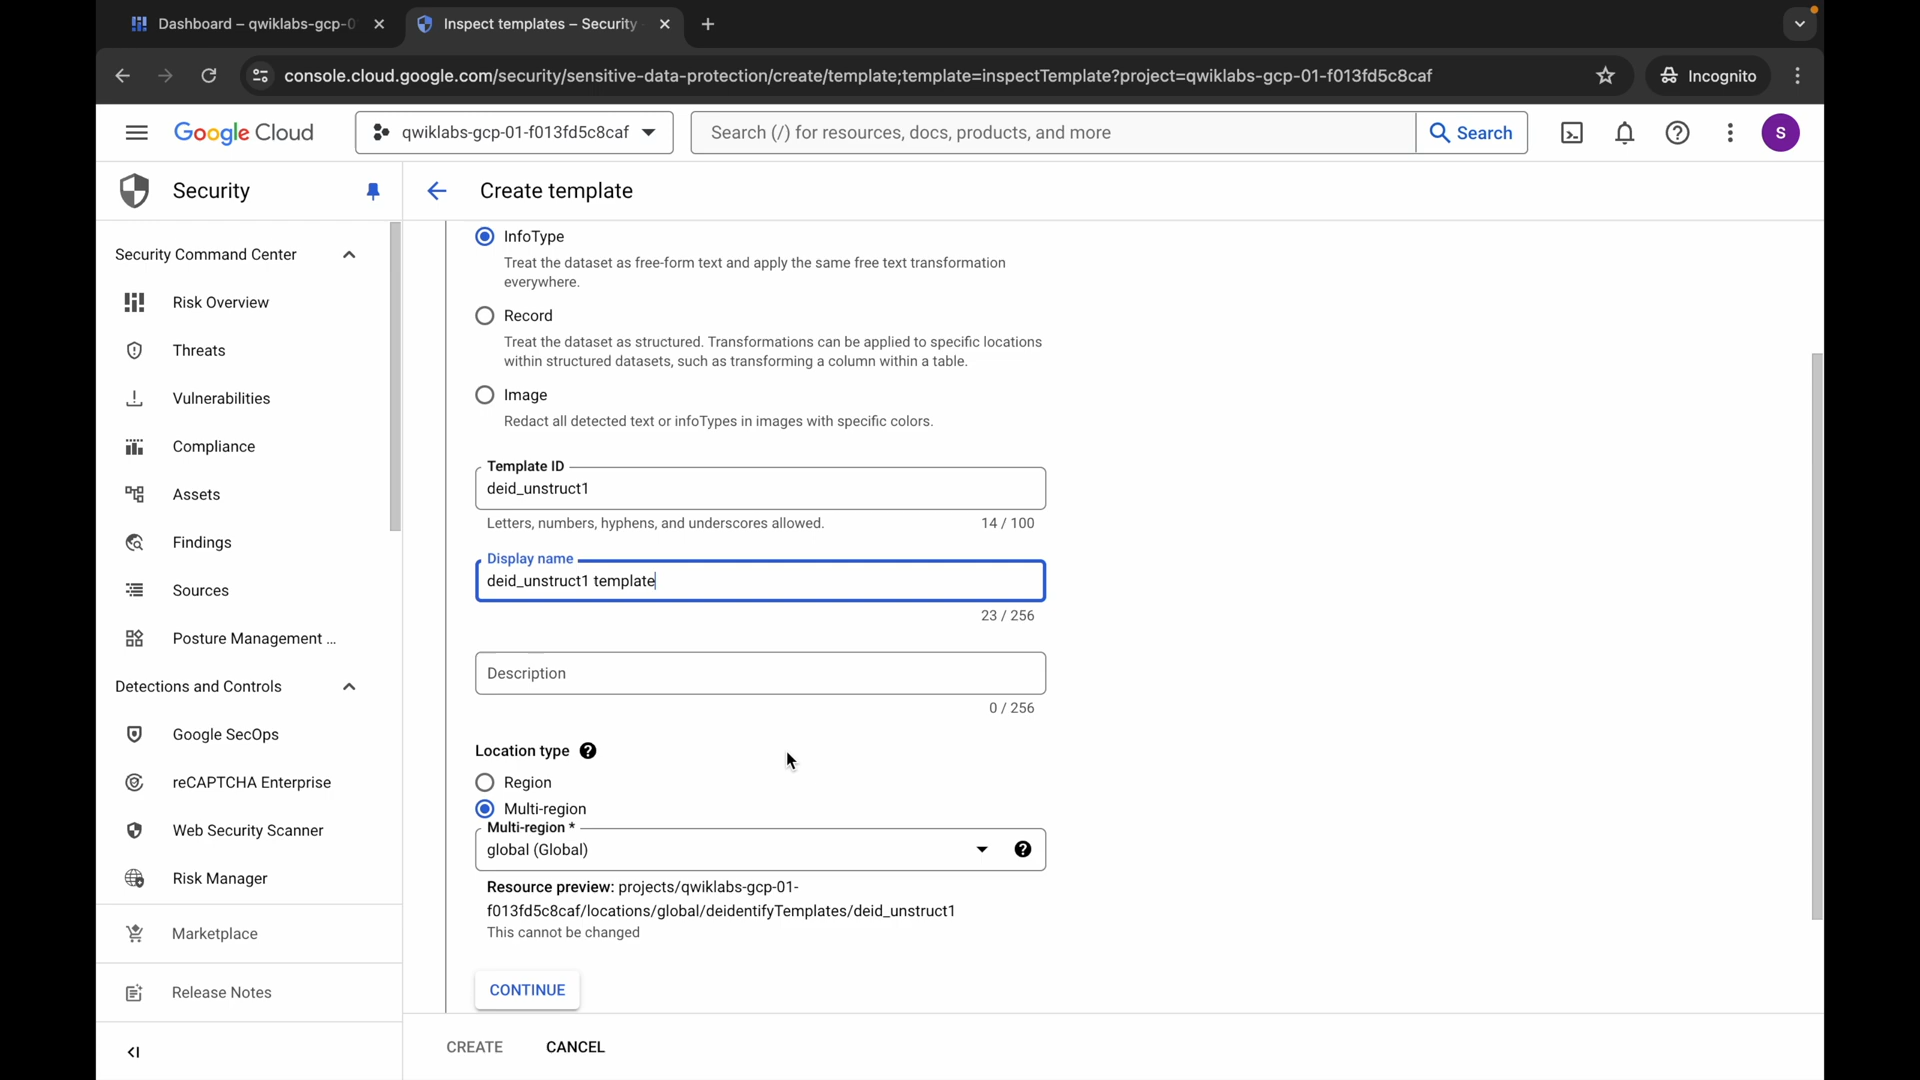 Dashboard – qwiklabs-gcp-0
Inspect templates – Security
console.cloud.google.com/security/sensitive-data-protection/create/template;template=inspectTemplate?project=qwiklabs-gcp-01-f013fd5c8caf
Incognito
Google Cloud
qwiklabs-gcp-01-f013fd5c8caf
Search (/) for resources, docs, products, and more
Search
S
Security
Create template
Security Command Center
Risk Overview
Threats
Vulnerabilities
Compliance
Assets
Findings
Sources
Posture Management ...
Detections and Controls
Google SecOps
reCAPTCHA Enterprise
Web Security Scanner
Risk Manager
Marketplace
Release Notes
InfoType
Treat the dataset as free-form text and apply the same free text transformation
everywhere.
Record
Treat the dataset as structured. Transformations can be applied to specific locations
within structured datasets, such as transforming a column within a table.
Image
Redact all detected text or infoTypes in images with specific colors.
Template ID
deid_unstruct1
Letters, numbers, hyphens, and underscores allowed.
14 / 100
Display name
deid_unstruct1 template
23 / 256
Description
0 / 256
Location type
Region
Multi-region
Multi-region *
global (Global)
Resource preview: projects/qwiklabs-gcp-01-
f013fd5c8caf/locations/global/deidentifyTemplates/deid_unstruct1
This cannot be changed
CONTINUE
CREATE
CANCEL